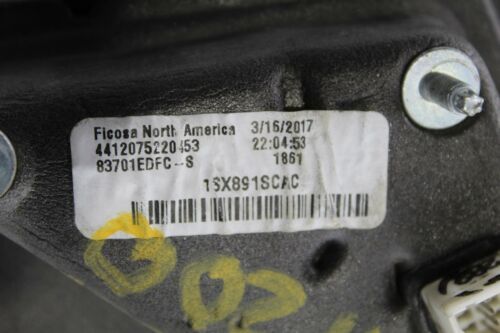 Ficosa North America 3/16/2017
4412075220453 22:04:53
83701EDFC--S 1861
1SX891SCAC